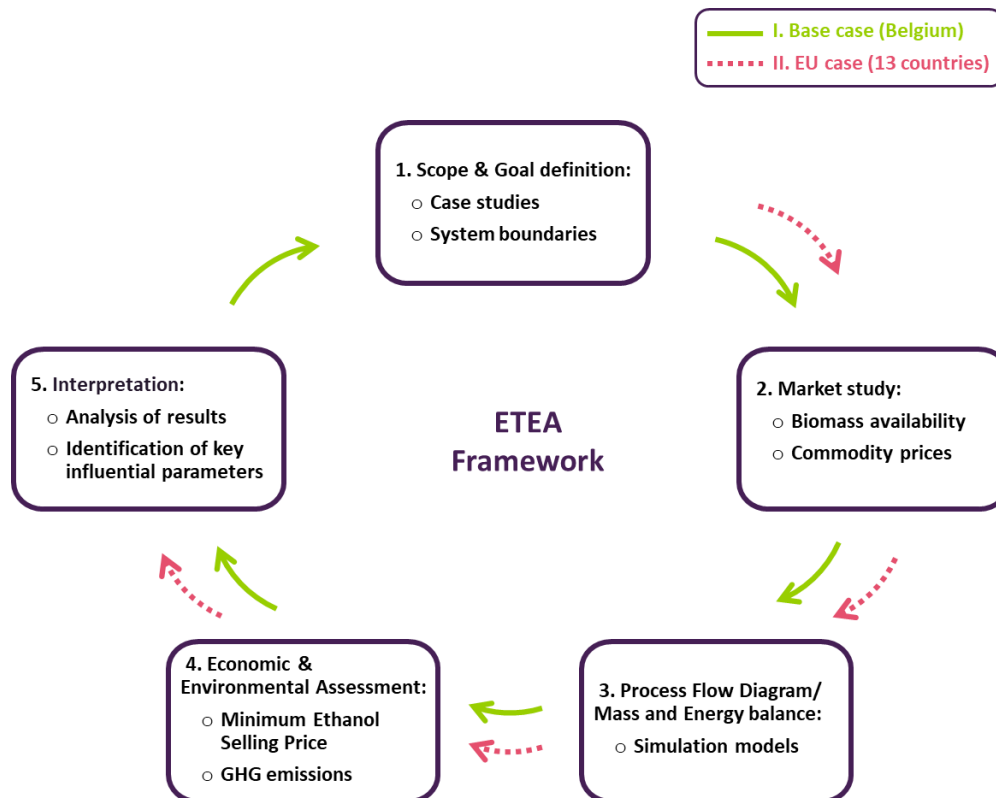 I. Base case (Belgium)
II. EU case (13 countries)
1. Scope & Goal definition:
○ Case studies
○ System boundaries
5. Interpretation:
○ Analysis of results
○ Identification of key
influential parameters
ETEA
Framework
2. Market study:
○ Biomass availability
○ Commodity prices
4. Economic &
Environmental Assessment:
○ Minimum Ethanol
Selling Price
○ GHG emissions
3. Process Flow Diagram/
Mass and Energy balance:
○ Simulation models